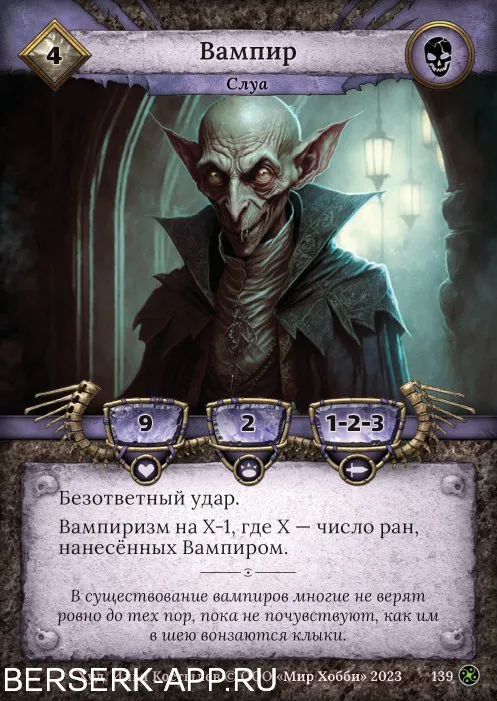 4
Вампир
Слуа
9
2
1-2-3
Безответный удар.
Вампиризм на X-1, где X — число ран,
нанесённых Вампиром.
В существование вампиров многие не верят
ровно до тех пор, пока не почувствуют, как им
в шею вонзаются клыки.
«Мир Хобби» 2023
139
BERSERK-APP.РУ